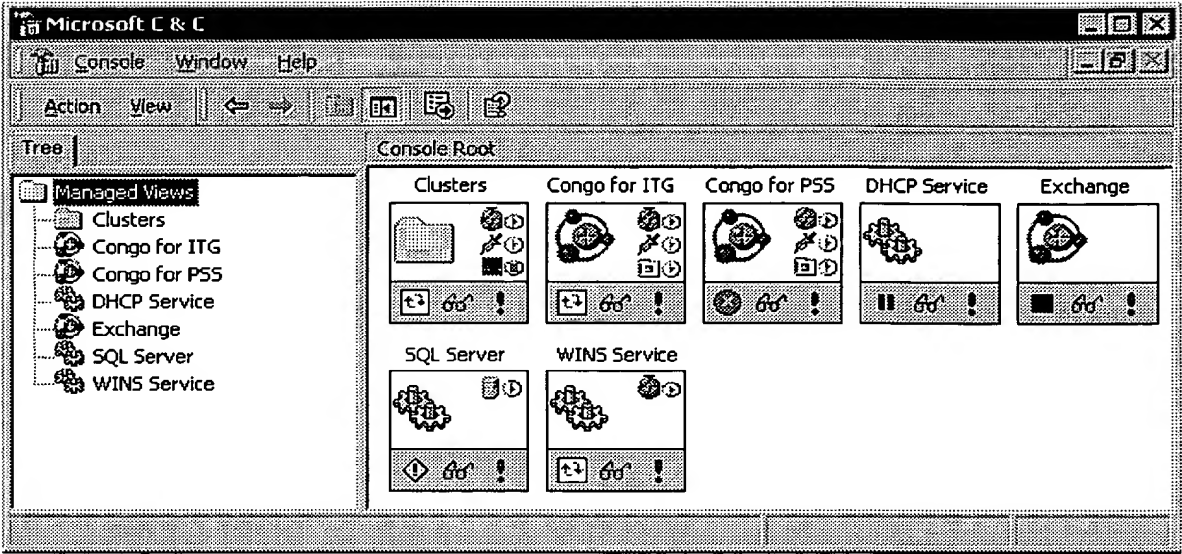 Microsoft C & C
Console Window Help
Action View
Tree
Console Root
Managed Views
Clusters
Congo for ITG
Congo for PSS
DHCP Service
Exchange
SQL Server
WINS Service
Clusters Congo for ITG Congo for PSS DHCP Service Exchange
SQL Server WINS Service